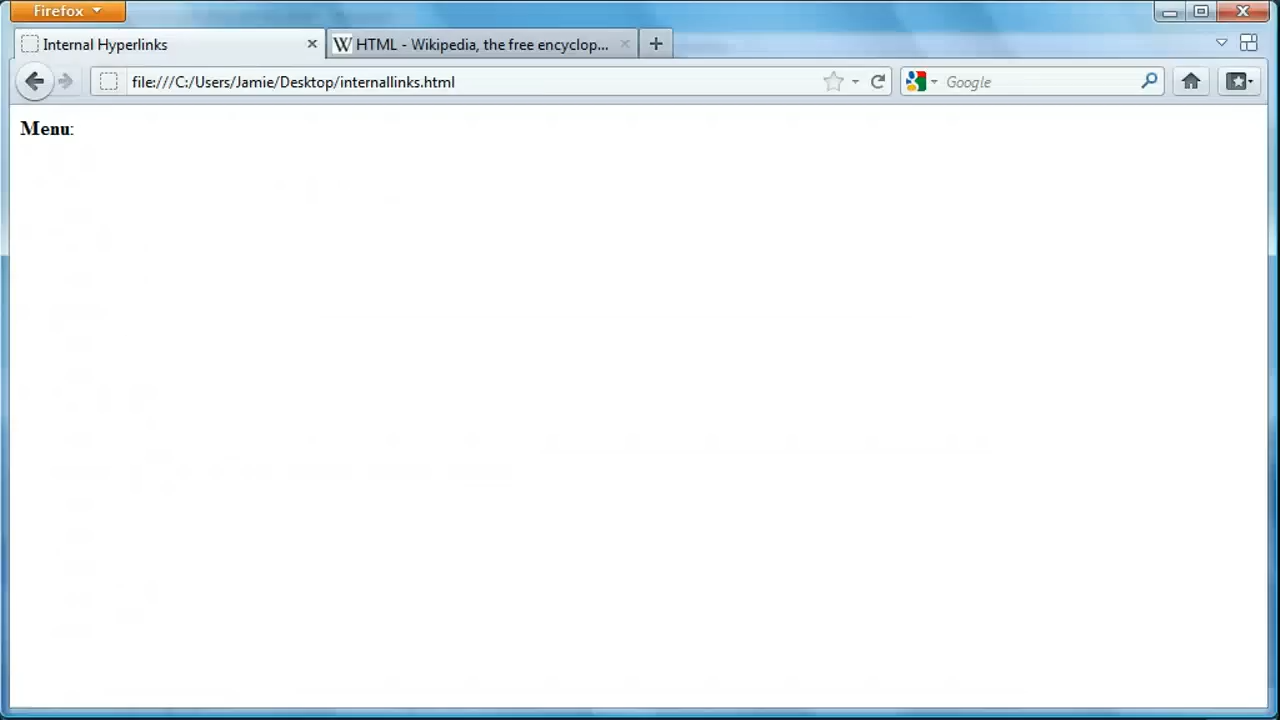 Firefox
Internal Hyperlinks
HTML - Wikipedia, the free encyclop...
file:///C:/Users/Jamie/Desktop/internallinks.html
Google
Menu: